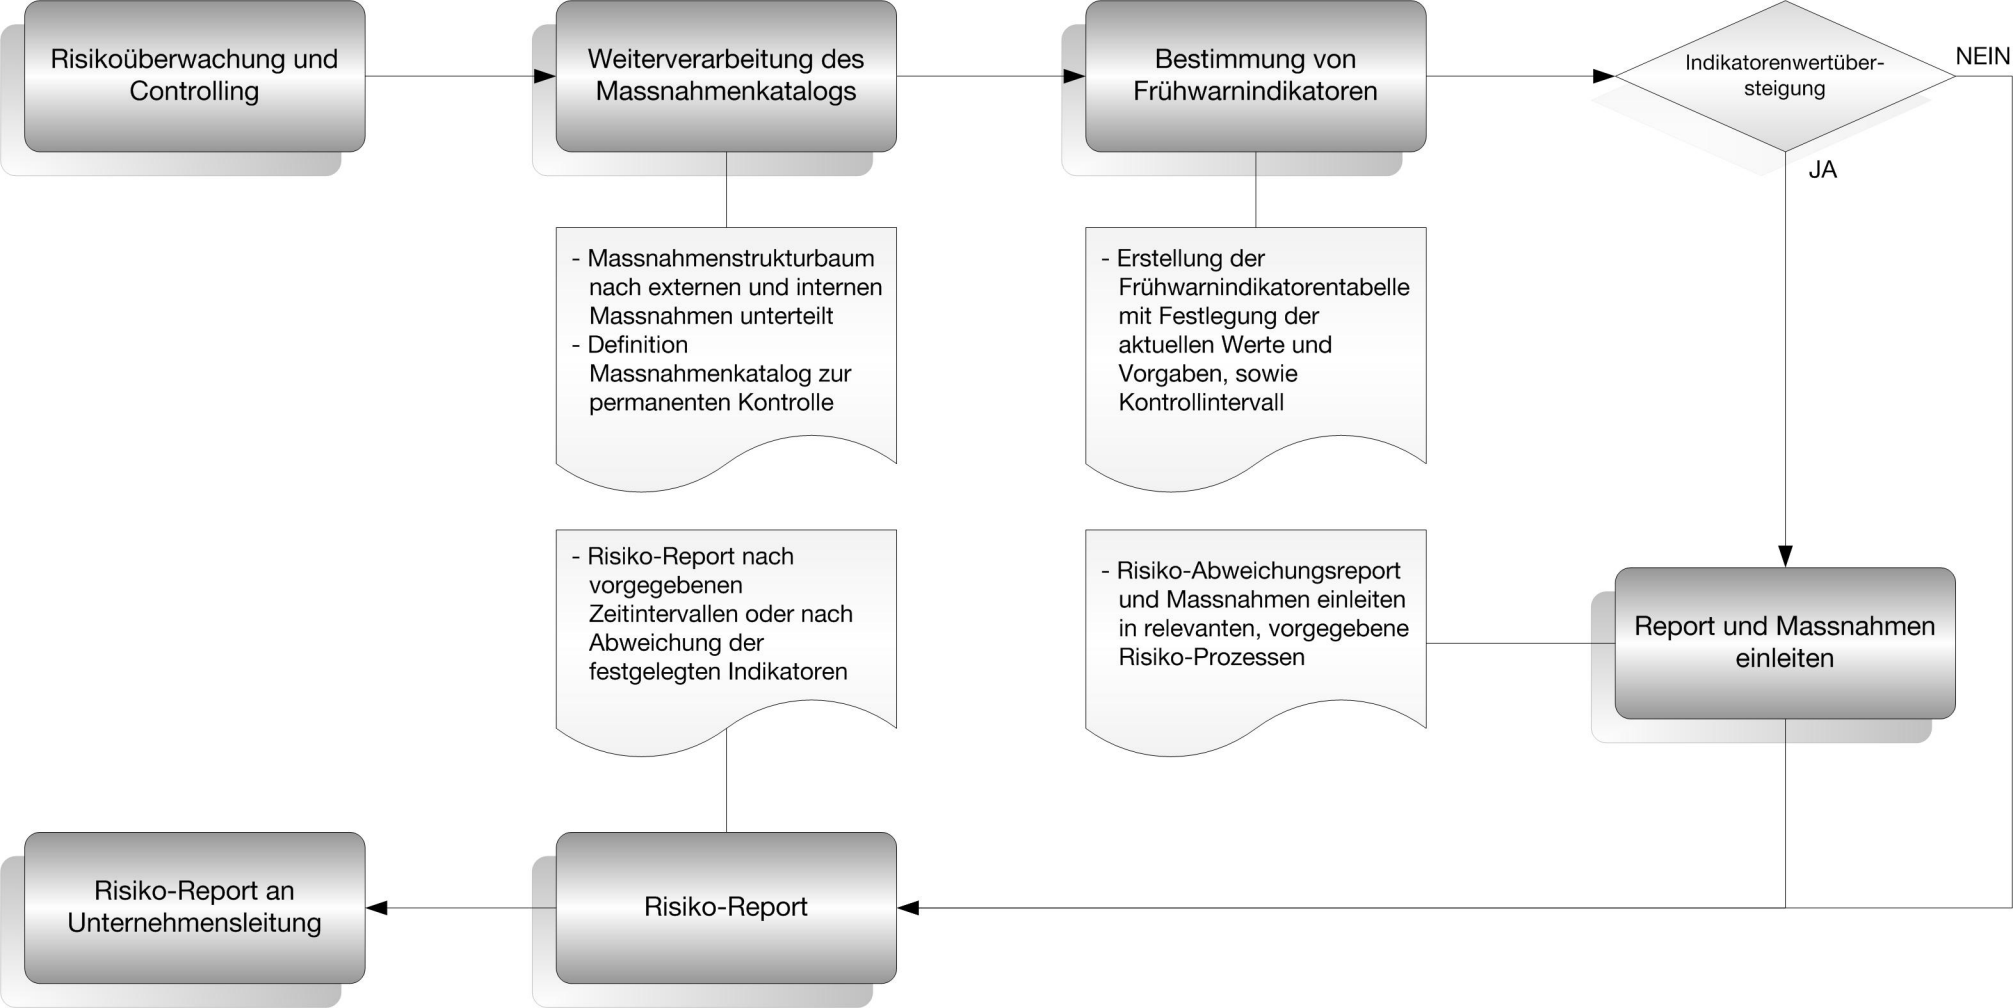 Risikoüberwachung und
Controlling
Weiterverarbeitung des
Massnahmenkatalogs
Bestimmung von
Frühwarnindikatoren
Indikatorenwertüber-
steigung
NEIN
JA
- Massnahmenstrukturbaum
nach externen und internen
Massnahmen unterteilt
- Definition
Massnahmenkatalog zur
permanenten Kontrolle
- Erstellung der
Frühwarnindikatorentabelle
mit Festlegung der
aktuellen Werte und
Vorgaben, sowie
Kontrollintervall
- Risiko-Report nach
vorgegebenen
Zeitintervallen oder nach
Abweichung der
festgelegten Indikatoren
- Risiko-Abweichungsreport
und Massnahmen einleiten
in relevanten, vorgegebene
Risiko-Prozessen
Report und Massnahmen
einleiten
Risiko-Report an
Unternehmensleitung
Risiko-Report